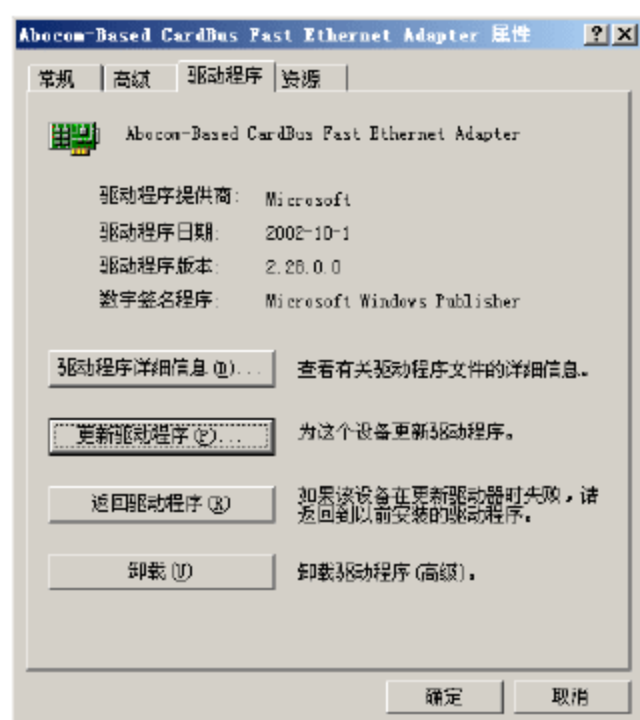 Abocom-Based CardBus Fast Ethernet Adapter 属性
常规 高级 驱动程序 资源
Abocom-Based CardBus Fast Ethernet Adapter
驱动程序提供商: Microsoft
驱动程序日期: 2002-10-1
驱动程序版本: 2.28.0.0
数字签名程序: Microsoft Windows Publisher
驱动程序详细信息(D)... 查看有关驱动程序文件的详细信息。
更新驱动程序(P)... 为这个设备更新驱动程序。
返回驱动程序(R) 如果该设备在更新驱动器时失败，请
返回到以前安装的驱动程序。
卸载(U) 卸载驱动程序(高级)。
确定 取消